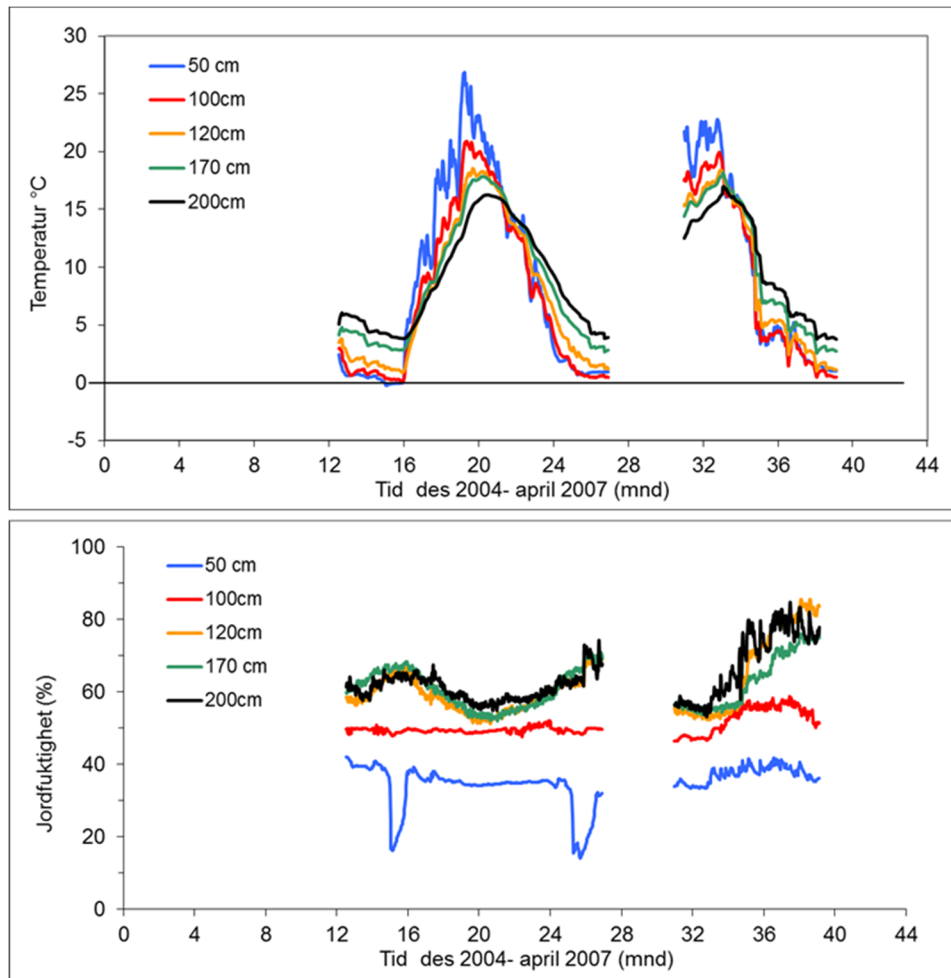 30
25
20
15
10
5
0
-5
Temperatur °C
50 cm
100cm
120cm
170 cm
200cm
0 4 8 12 16 20 24 28 32 36 40 44
Tid des 2004- april 2007 (mnd)
100
80
60
40
20
0
Jordfuktighet (%)
50 cm
100cm
120cm
170 cm
200cm
0 4 8 12 16 20 24 28 32 36 40 44
Tid des 2004- april 2007 (mnd)